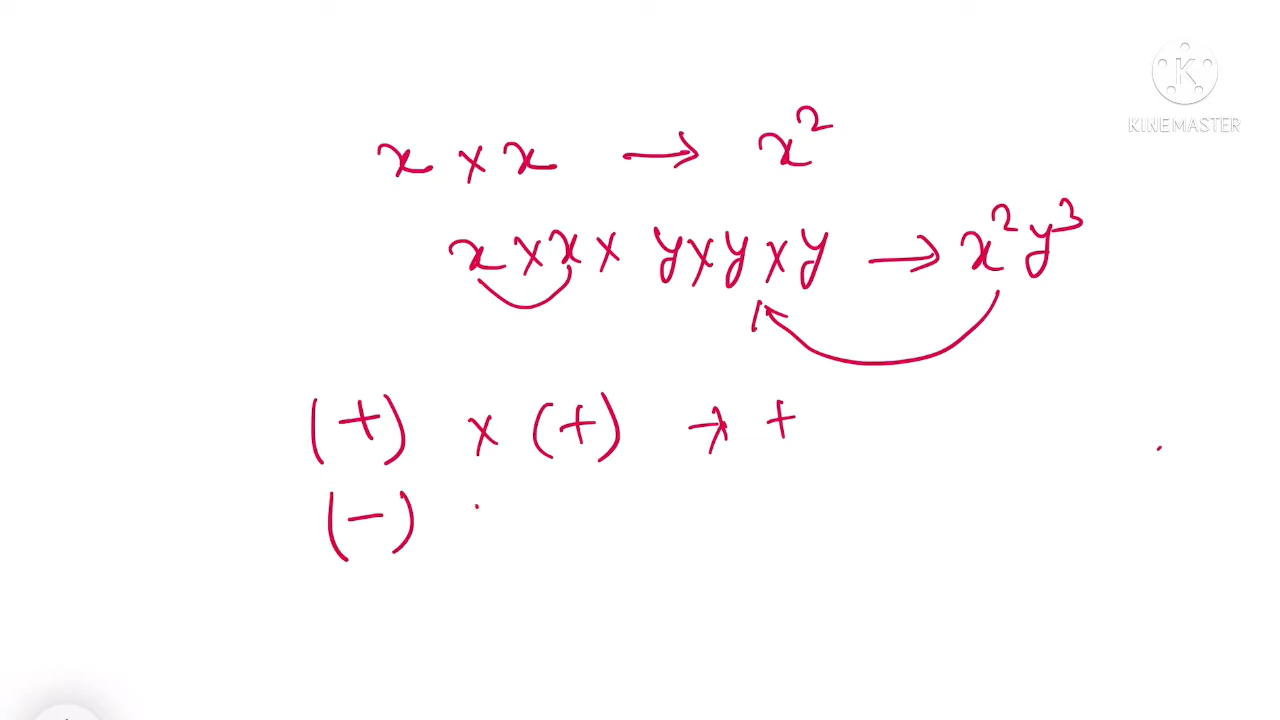 K
KINEMASTER
x × x → x²
x × x × y × y × y → x²y³
(+) × (+) → +
(−)